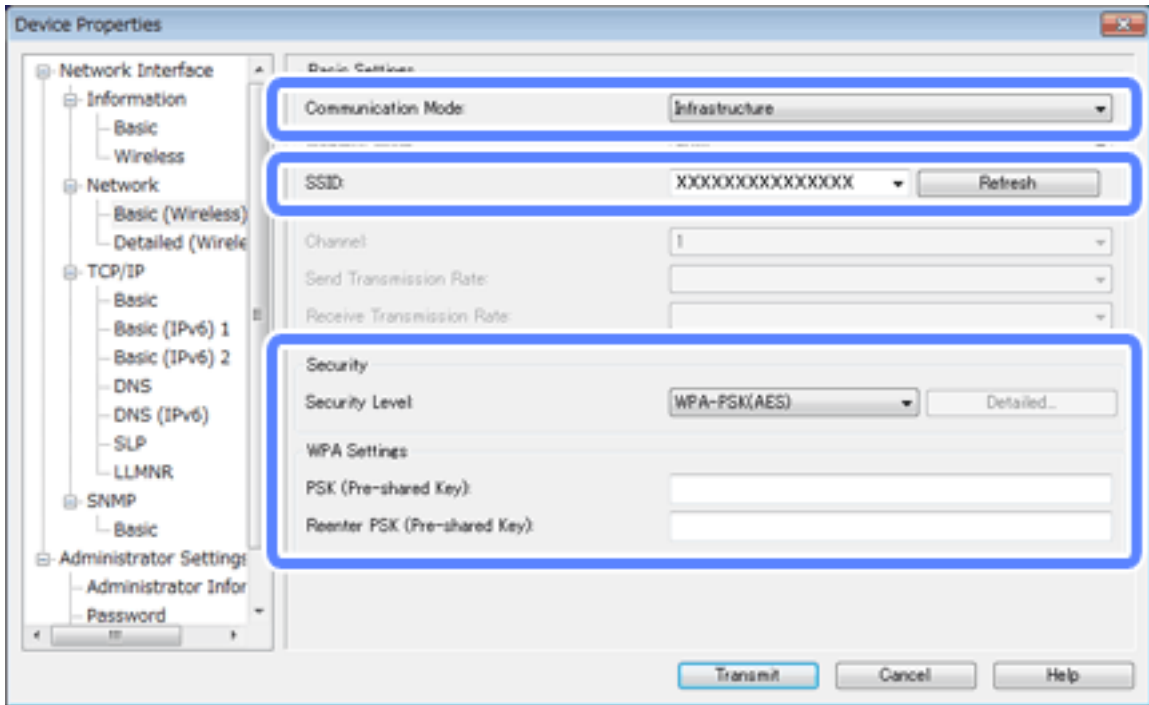 Device Properties
Network Interface
Information
Basic
Wireless
Network
Basic (Wireless)
Detailed (Wirele
TCP/IP
Basic
Basic (IPv6) 1
Basic (IPv6) 2
DNS
DNS (IPv6)
SLP
LLMNR
SNMP
Basic
Administrator Settings
Administrator Infor
Password
Basic Settings
Communication Mode: Infrastructure
SSID: XXXXXXXXXXXXXXX Refresh
Channel: 1
Send Transmission Rate:
Receive Transmission Rate:
Security
Security Level: WPA-PSK(AES) Detailed...
WPA Settings
PSK (Pre-shared Key):
Reenter PSK (Pre-shared Key):
Transmit Cancel Help